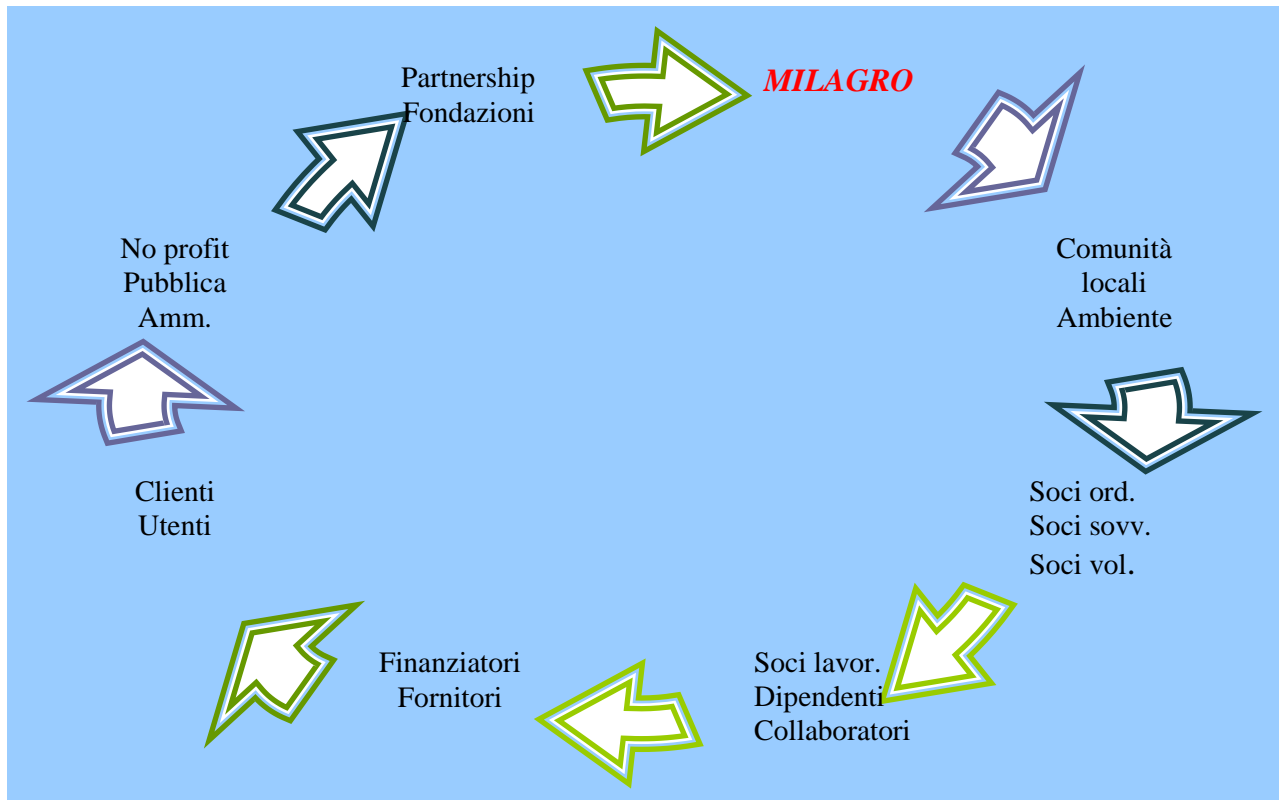 Partnership
Fondazioni
MILAGRO
No profit
Pubblica
Amm.
Comunità
locali
Ambiente
Clienti
Utenti
Soci ord.
Soci sovv.
Soci vol.
Finanziatori
Fornitori
Soci lavor.
Dipendenti
Collaboratori